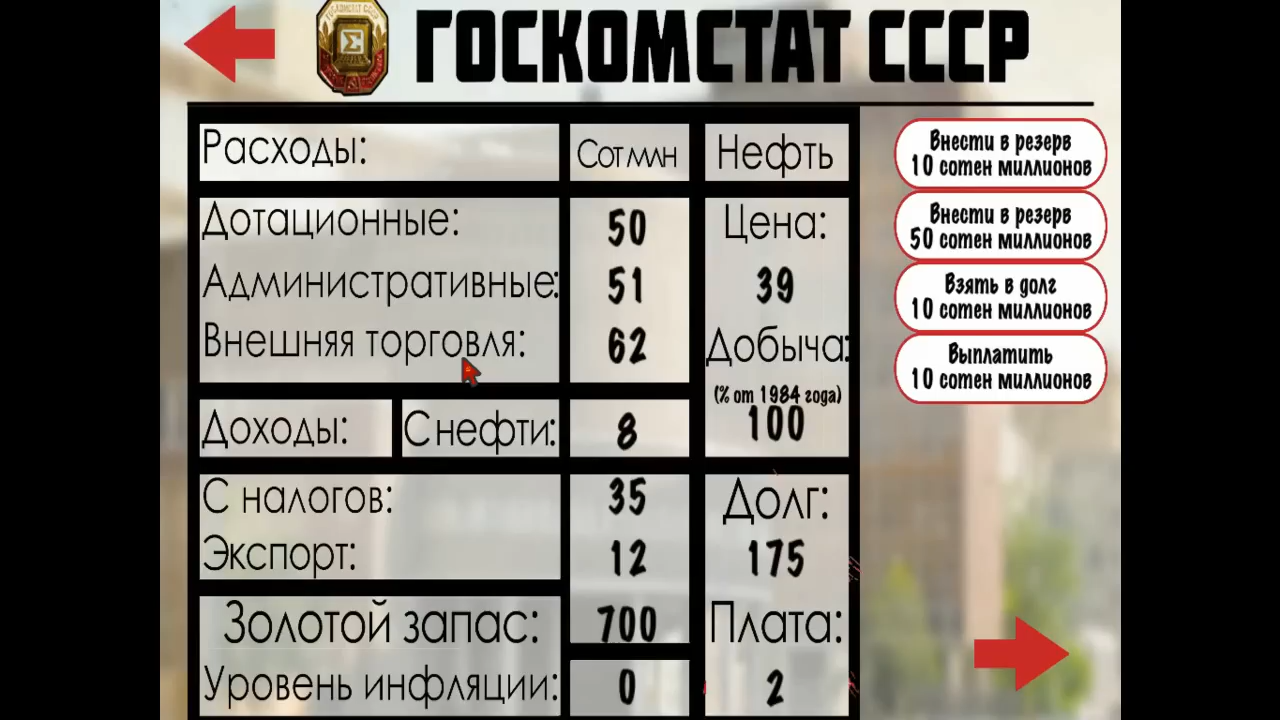 ГОСКОМСТАТ СССР
ГОСКОМСТАТ СССР
Σ
Расходы:
Сот млн
Нефть
Дотационные:
50
Цена:
Административные:
51
39
Внешняя торговля:
62
Добыча:
(% от 1984 года)
100
Доходы:
С нефти:
8
С налогов:
35
Долг:
Экспорт:
12
175
Золотой запас:
700
Плата:
Уровень инфляции:
0
2
Внести в резерв
10 сотен миллионов
Внести в резерв
50 сотен миллионов
Взять в долг
10 сотен миллионов
Выплатить
10 сотен миллионов